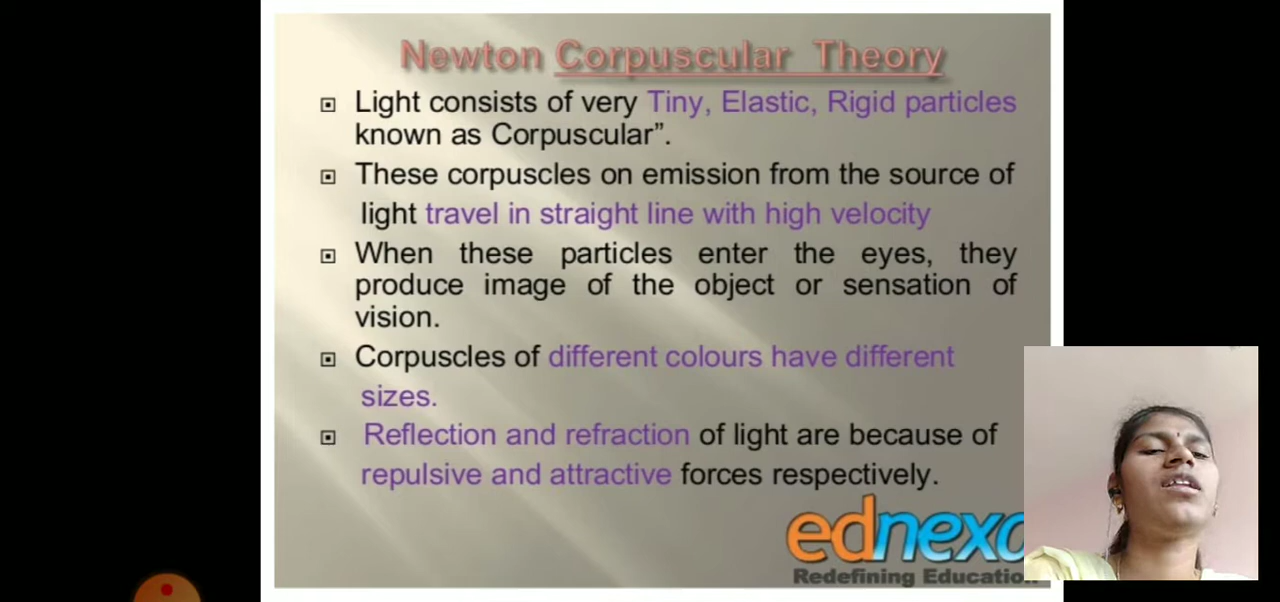 Newton Corpuscular Theory
Light consists of very Tiny, Elastic, Rigid particles
known as Corpuscular”.
These corpuscles on emission from the source of
light travel in straight line with high velocity
When these particles enter the eyes, they
produce image of the object or sensation of
vision.
Corpuscles of different colours have different
sizes.
Reflection and refraction of light are because of
repulsive and attractive forces respectively.
ednexa
Redefining Education